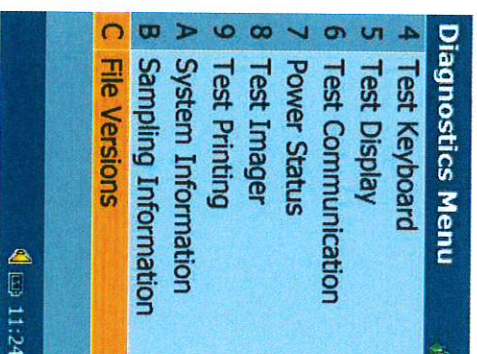 Diagnostics Menu
4 Test Keyboard
5 Test Display
6 Test Communication
7 Power Status
8 Test Imager
9 Test Printing
A System Information
B Sampling Information
C File Versions
11:24